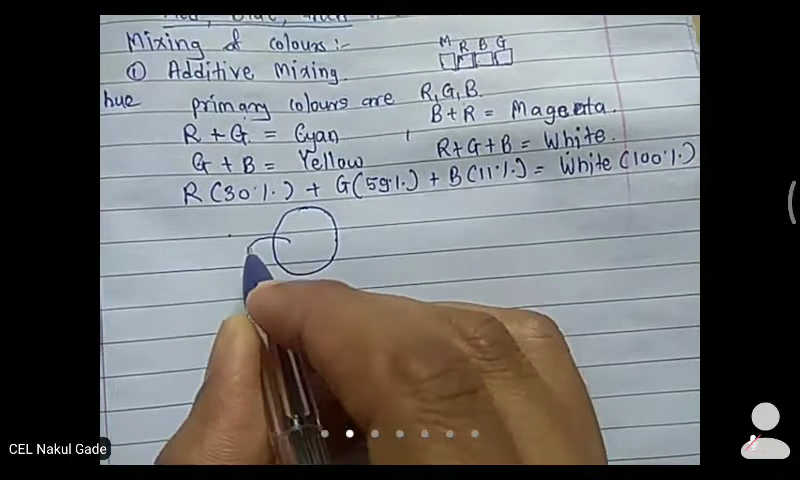 Mixing of colours:-
M R B G
① Additive Mixing.
hue primary colours are R, G, B.
R + G = Cyan
B + R = Magenta.
G + B = Yellow
R + G + B = White.
R (30%) + G (59%) + B (11%) = White (100%)
CEL Nakul Gade